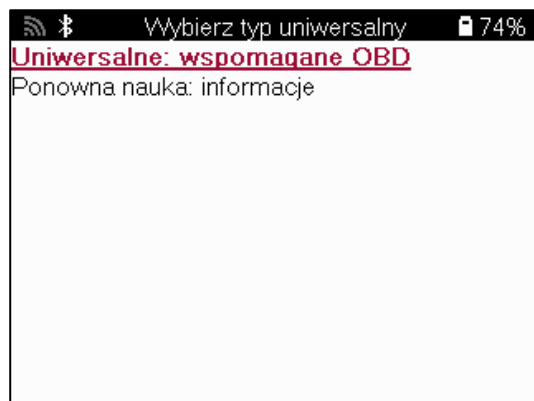 Wybierz typ uniwersalny 74%
Uniwersalne: wspomagane OBD
Ponowna nauka: informacje